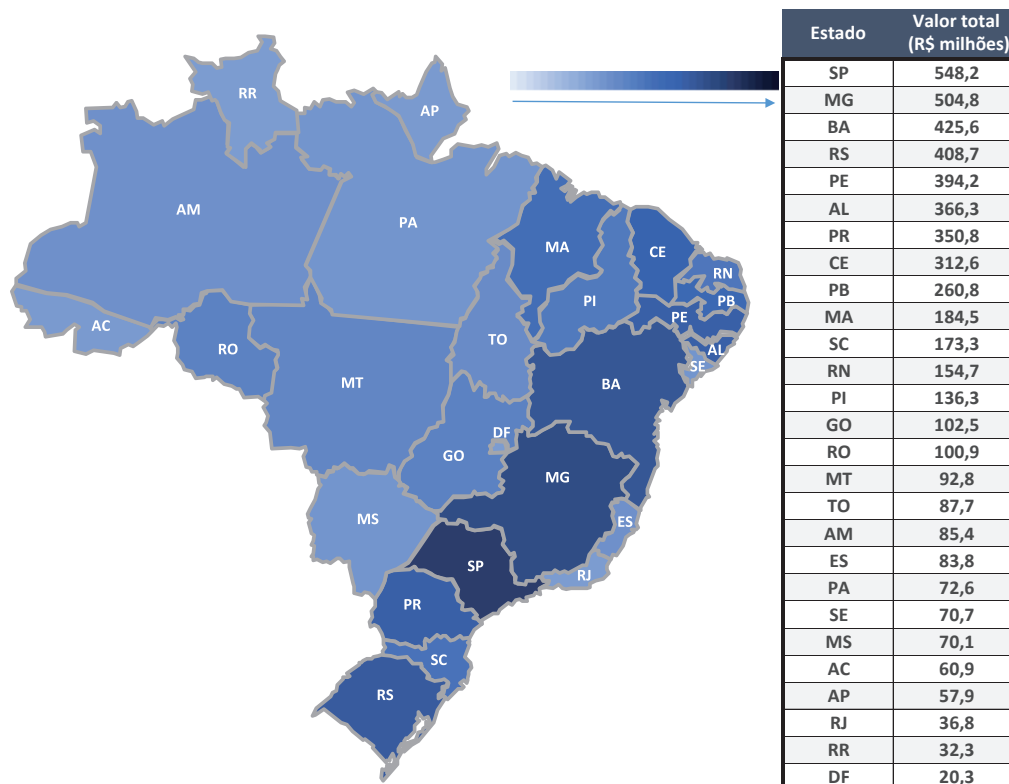 RR
AP
AM
PA
MA
CE
RN
PI
PB
PE
AC
RO
TO
AL
SE
MT
BA
DF
GO
MG
MS
ES
SP
RJ
PR
SC
RS
Estado Valor total (R$ milhões)
SP 548,2
MG 504,8
BA 425,6
RS 408,7
PE 394,2
AL 366,3
PR 350,8
CE 312,6
PB 260,8
MA 184,5
SC 173,3
RN 154,7
PI 136,3
GO 102,5
RO 100,9
MT 92,8
TO 87,7
AM 85,4
ES 83,8
PA 72,6
SE 70,7
MS 70,1
AC 60,9
AP 57,9
RJ 36,8
RR 32,3
DF 20,3